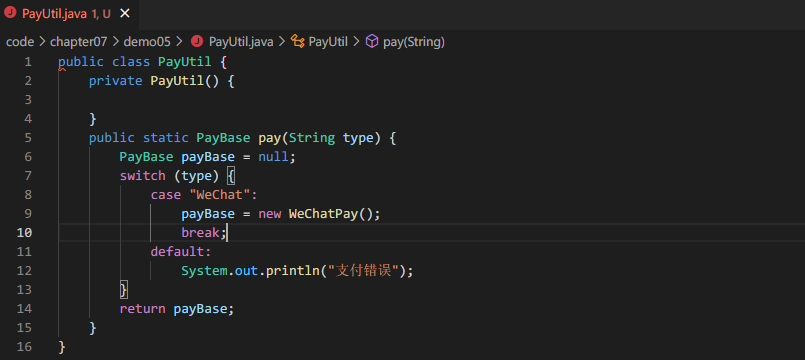 PayUtil.java 1, U
code > chapter07 > demo05 > PayUtil.java > PayUtil > pay(String)
1 public class PayUtil {
2     private PayUtil() {
3
4     }
5     public static PayBase pay(String type) {
6         PayBase payBase = null;
7         switch (type) {
8             case "WeChat":
9                 payBase = new WeChatPay();
10                 break;
11             default:
12                 System.out.println("支付错误");
13         }
14         return payBase;
15     }
16 }